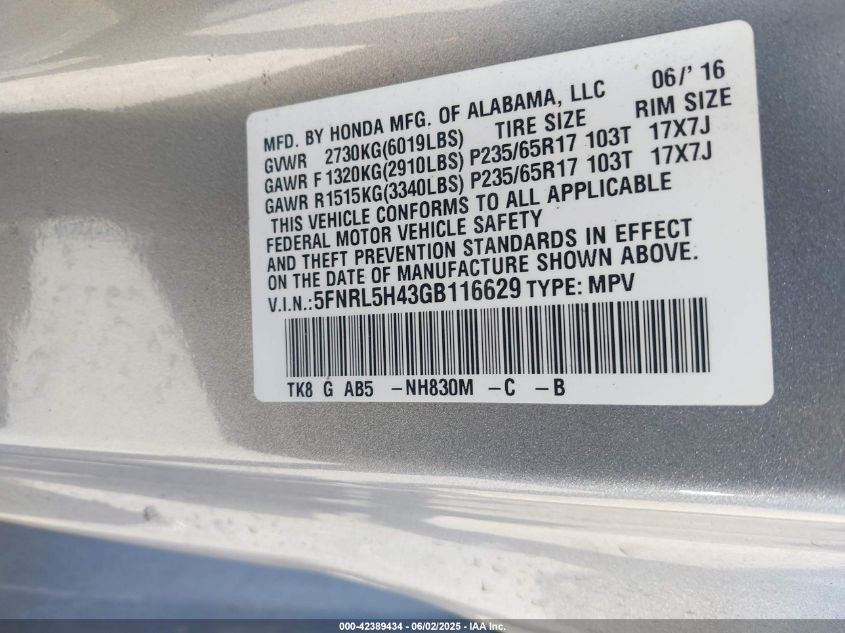 MFD. BY HONDA MFG. OF ALABAMA, LLC 06/' 16
GVWR 2730KG(6019LBS) TIRE SIZE RIM SIZE
GAWR F 1320KG(2910LBS) P235/65R17 103T 17X7J
GAWR R1515KG(3340LBS) P235/65R17 103T 17X7J
THIS VEHICLE CONFORMS TO ALL APPLICABLE
FEDERAL MOTOR VEHICLE SAFETY
AND THEFT PREVENTION STANDARDS IN EFFECT
ON THE DATE OF MANUFACTURE SHOWN ABOVE.
V.I.N.:5FNRL5H43GB116629 TYPE: MPV
TK8 G AB5 -NH830M -C -B
000-42389434 - 06/02/2025 - IAA Inc.